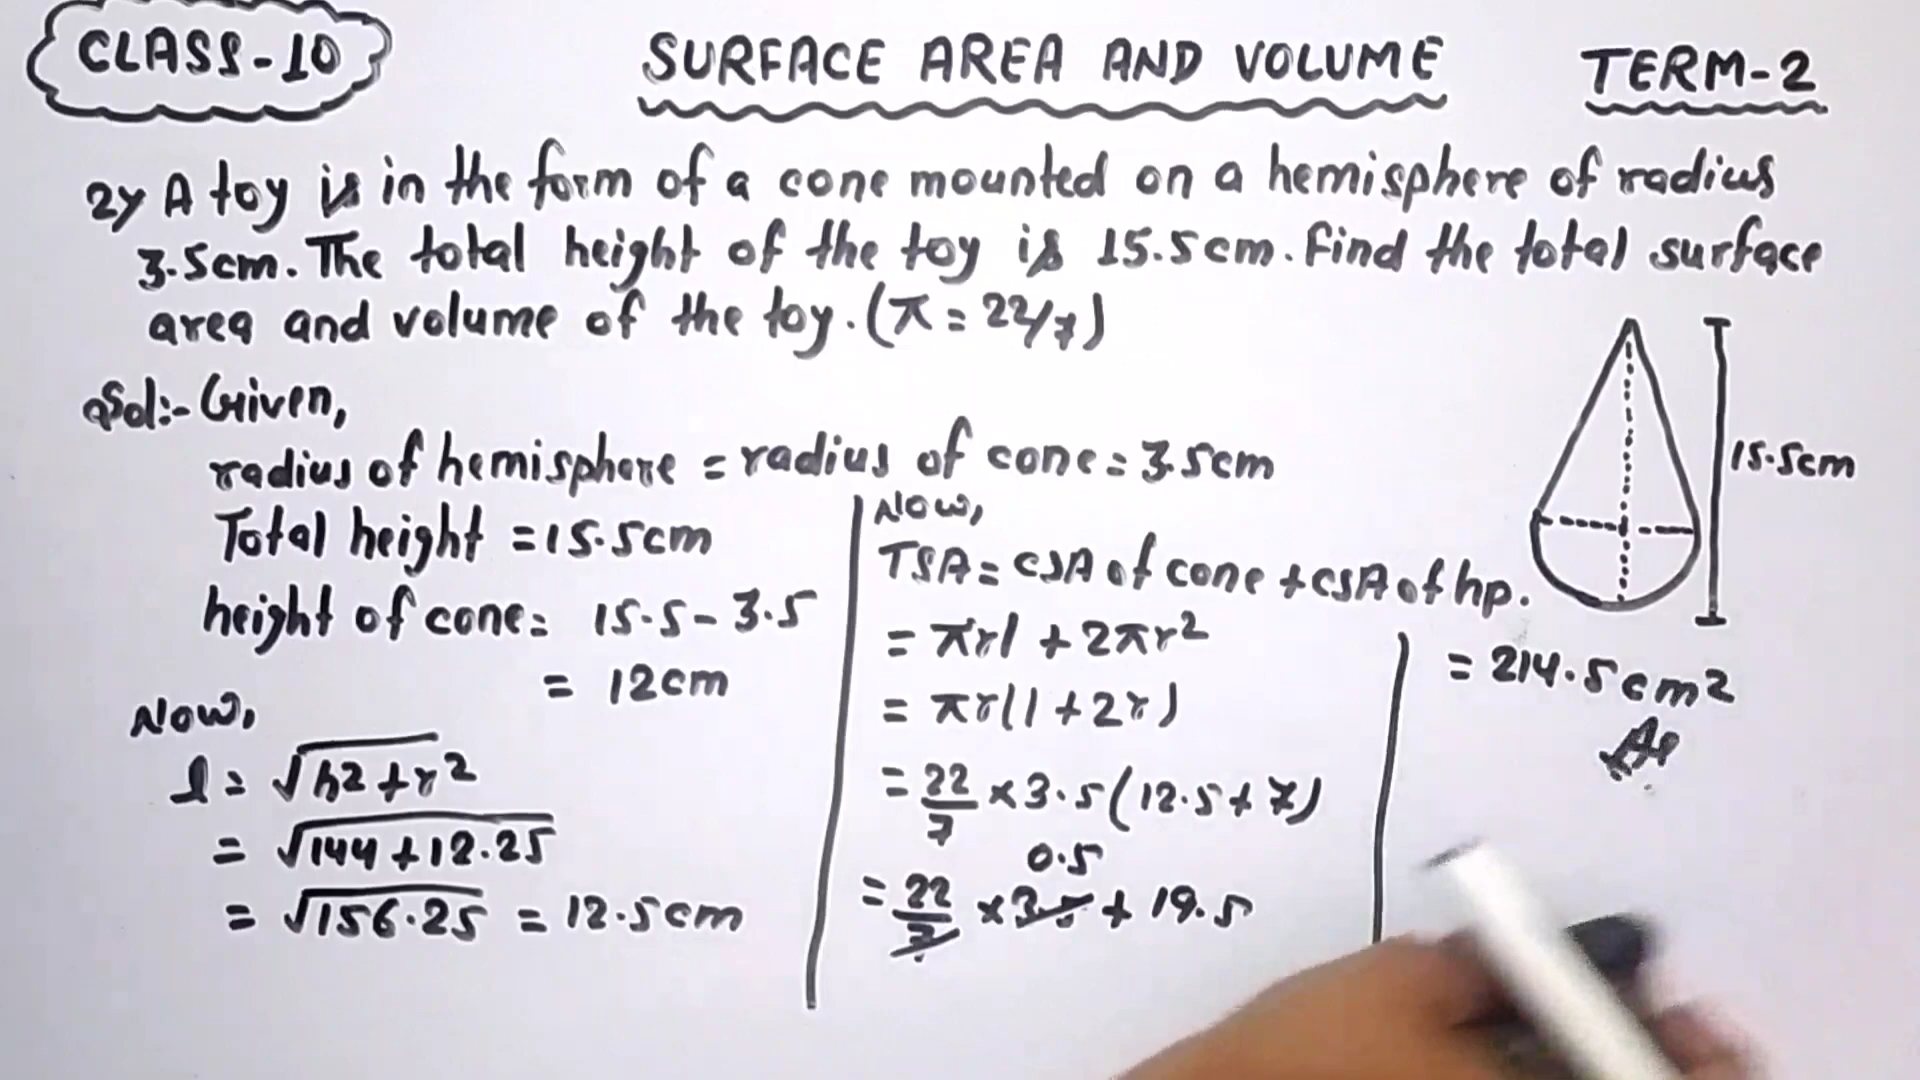 CLASS-10
SURFACE AREA AND VOLUME
TERM-2
2) A toy is in the form of a cone mounted on a hemisphere of radius
3.5cm. The total height of the toy is 15.5cm. Find the total surface
area and volume of the toy. (π = 22/7)
Sol:- Given,
radius of hemisphere = radius of cone = 3.5cm
Total height = 15.5cm
height of cone = 15.5 - 3.5
= 12cm
Now,
l = √h2 + r2
= √144 + 12.25
= √156.25 = 12.5cm
Now,
TSA = CSA of cone + CSA of hp.
= πrl + 2πr2
= πr(l + 2r)
= 22/7 × 3.5 (12.5 + 7)
0.5
= 22/7 × 3.5 + 19.5
15.5cm
= 214.5cm2